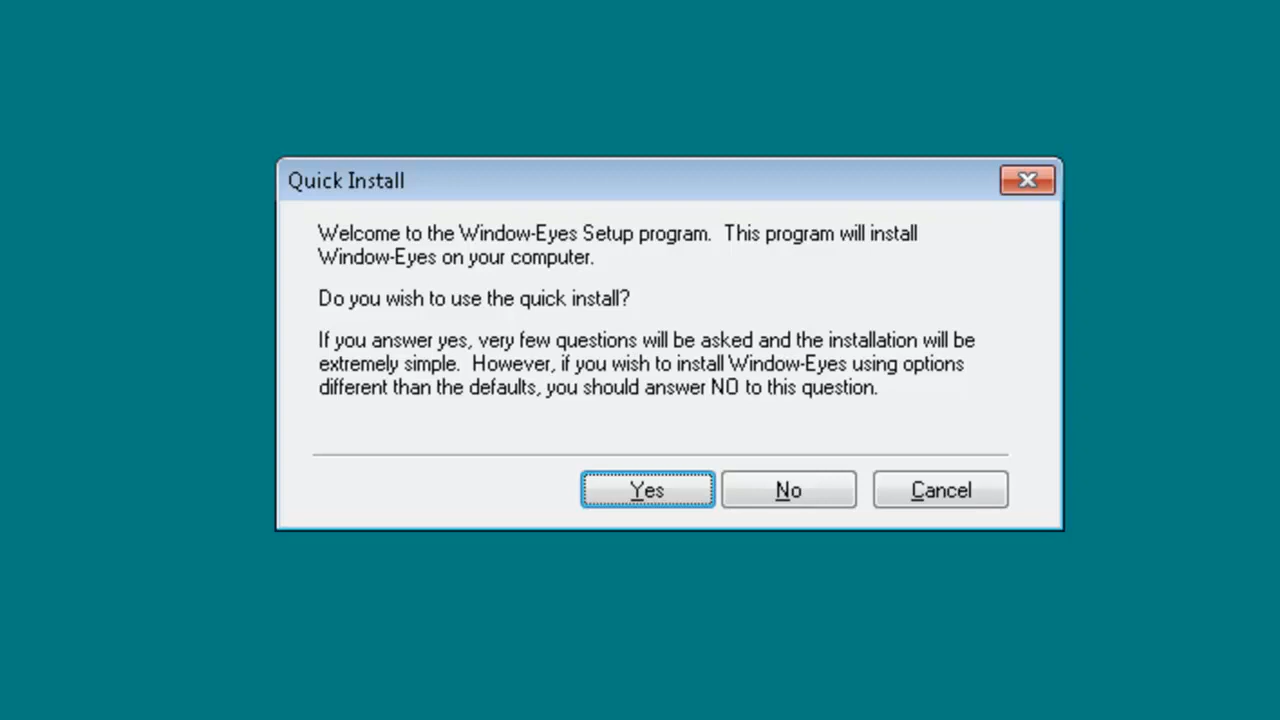 Quick Install
Welcome to the Window-Eyes Setup program.  This program will install
Window-Eyes on your computer.
Do you wish to use the quick install?
If you answer yes, very few questions will be asked and the installation will be
extremely simple.  However, if you wish to install Window-Eyes using options
different than the defaults, you should answer NO to this question.
Yes No Cancel